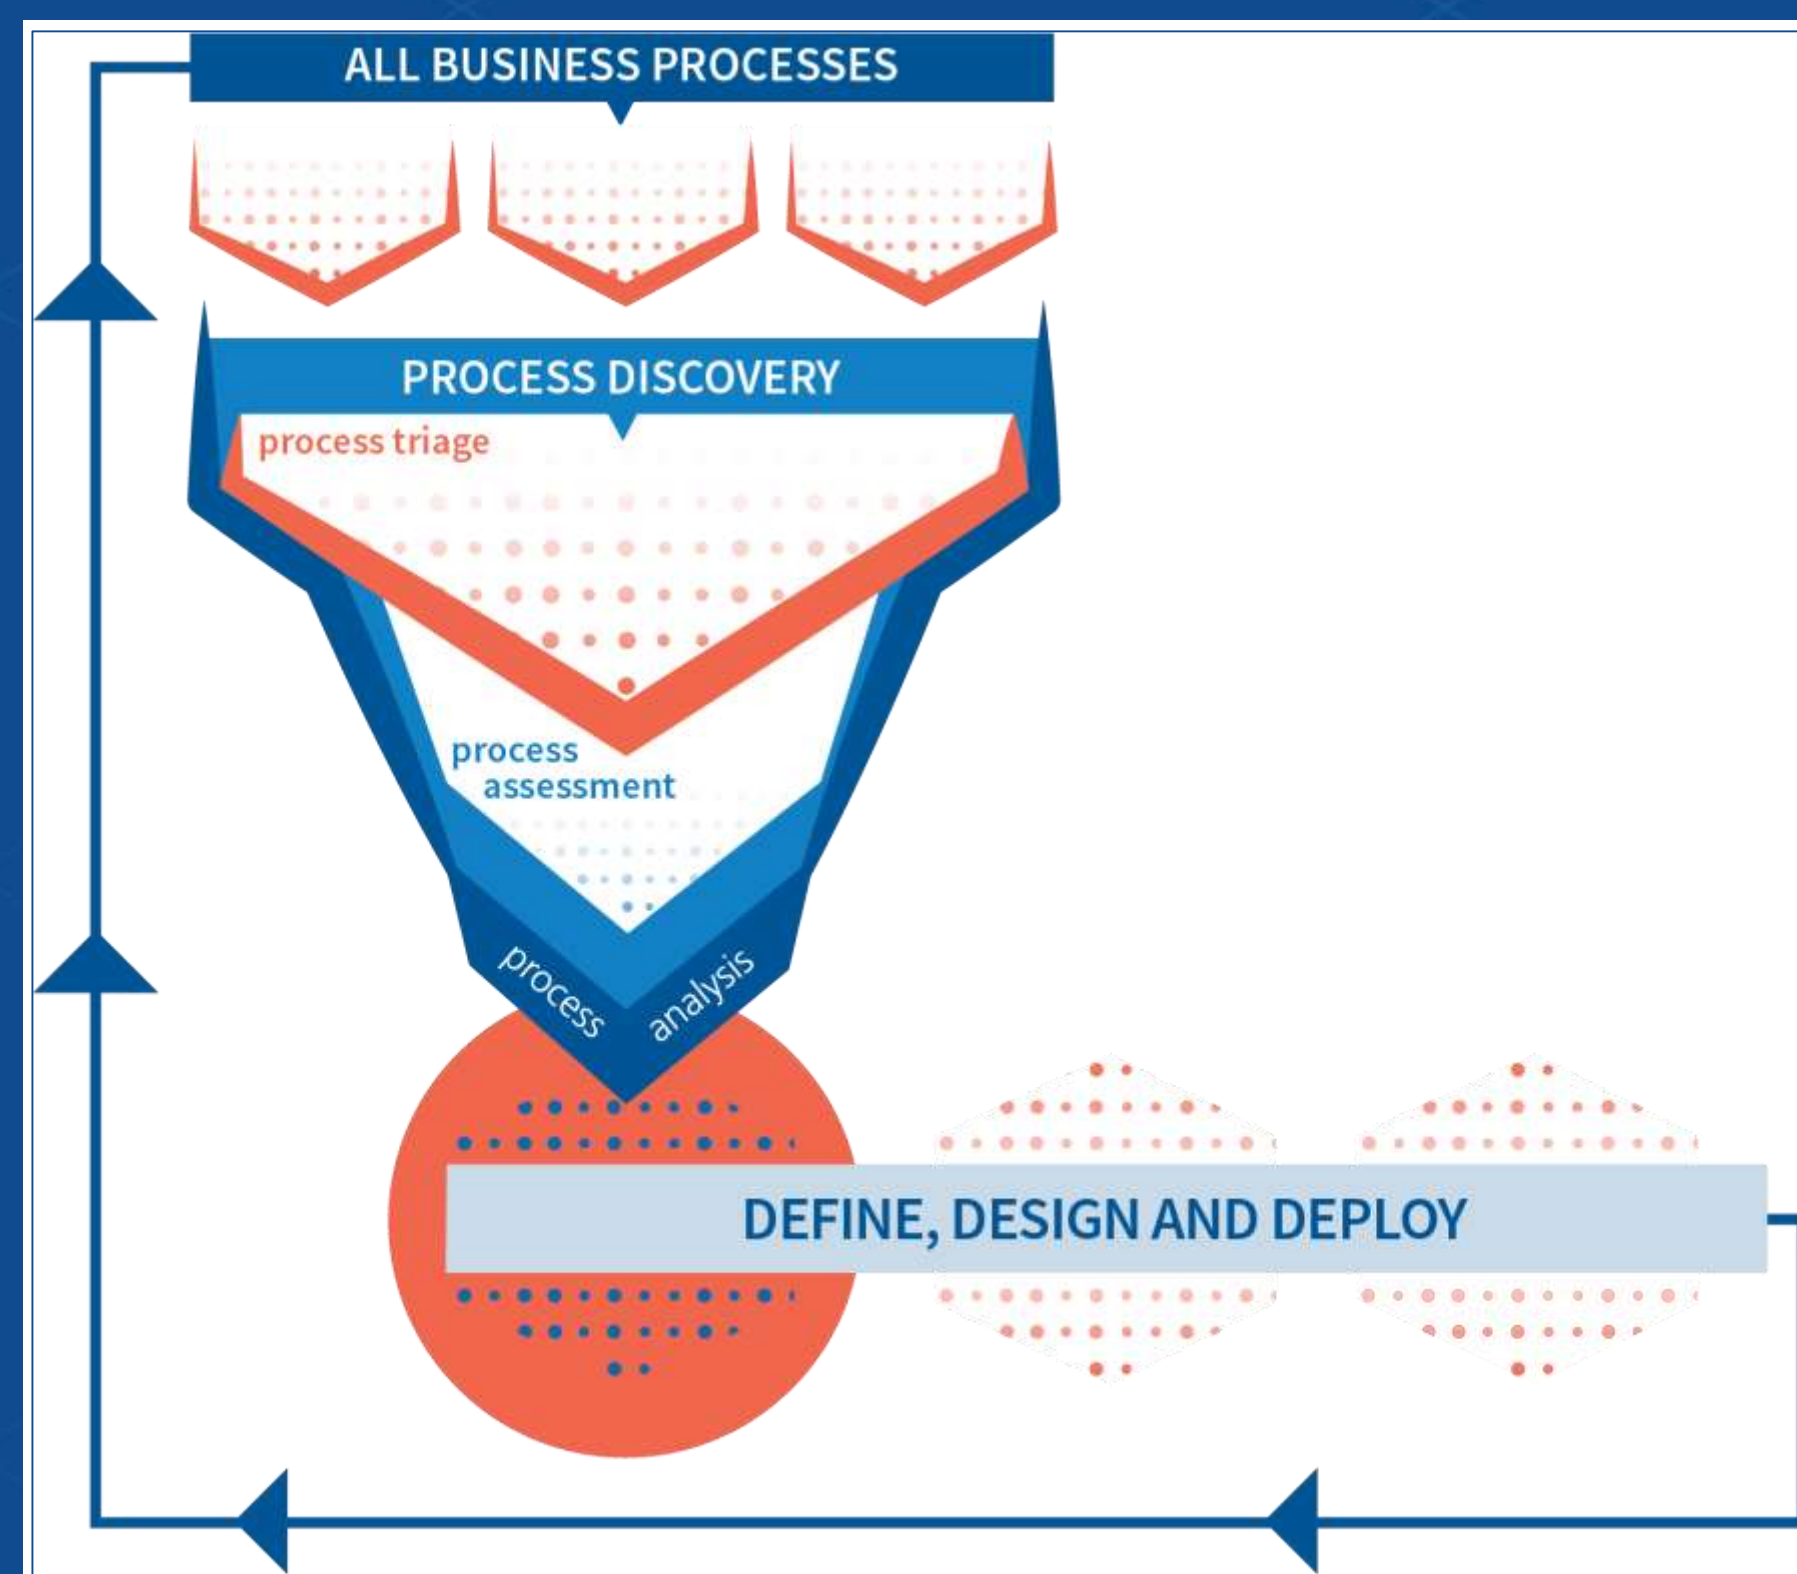 ALL BUSINESS PROCESSES
PROCESS DISCOVERY
process triage
process
assessment
process analysis
DEFINE, DESIGN AND DEPLOY